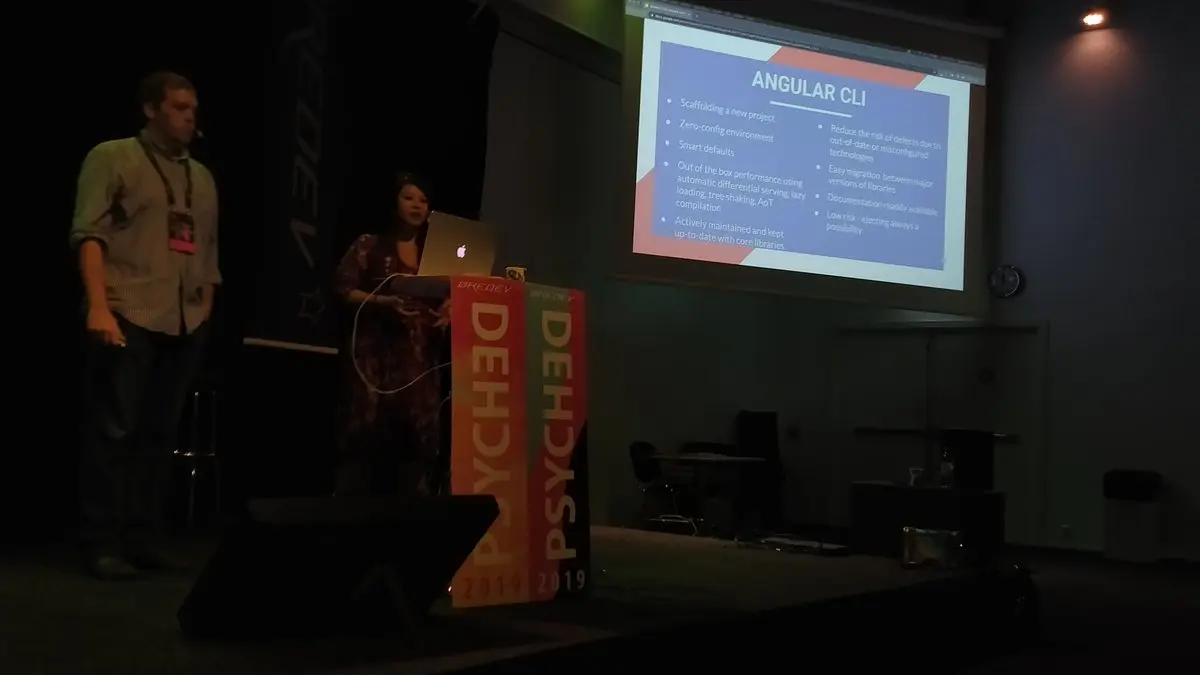 ANGULAR CLI
Scaffolding a new project
Zero-config environment
Smart defaults
Out of the box performance using
automatic differential serving, lazy
loading, tree-shaking, AoT
compilation
Actively maintained and kept
up-to-date with core libraries
Reduce the risk of defects due to
out-of-date or misconfigured
technologies
Easy migration between major
versions of libraries
Documentation readily available
Low risk - ejecting always a
possibility
ØREDEV
PSYCHED
2019
ØREDEV
PSYCHED
2019